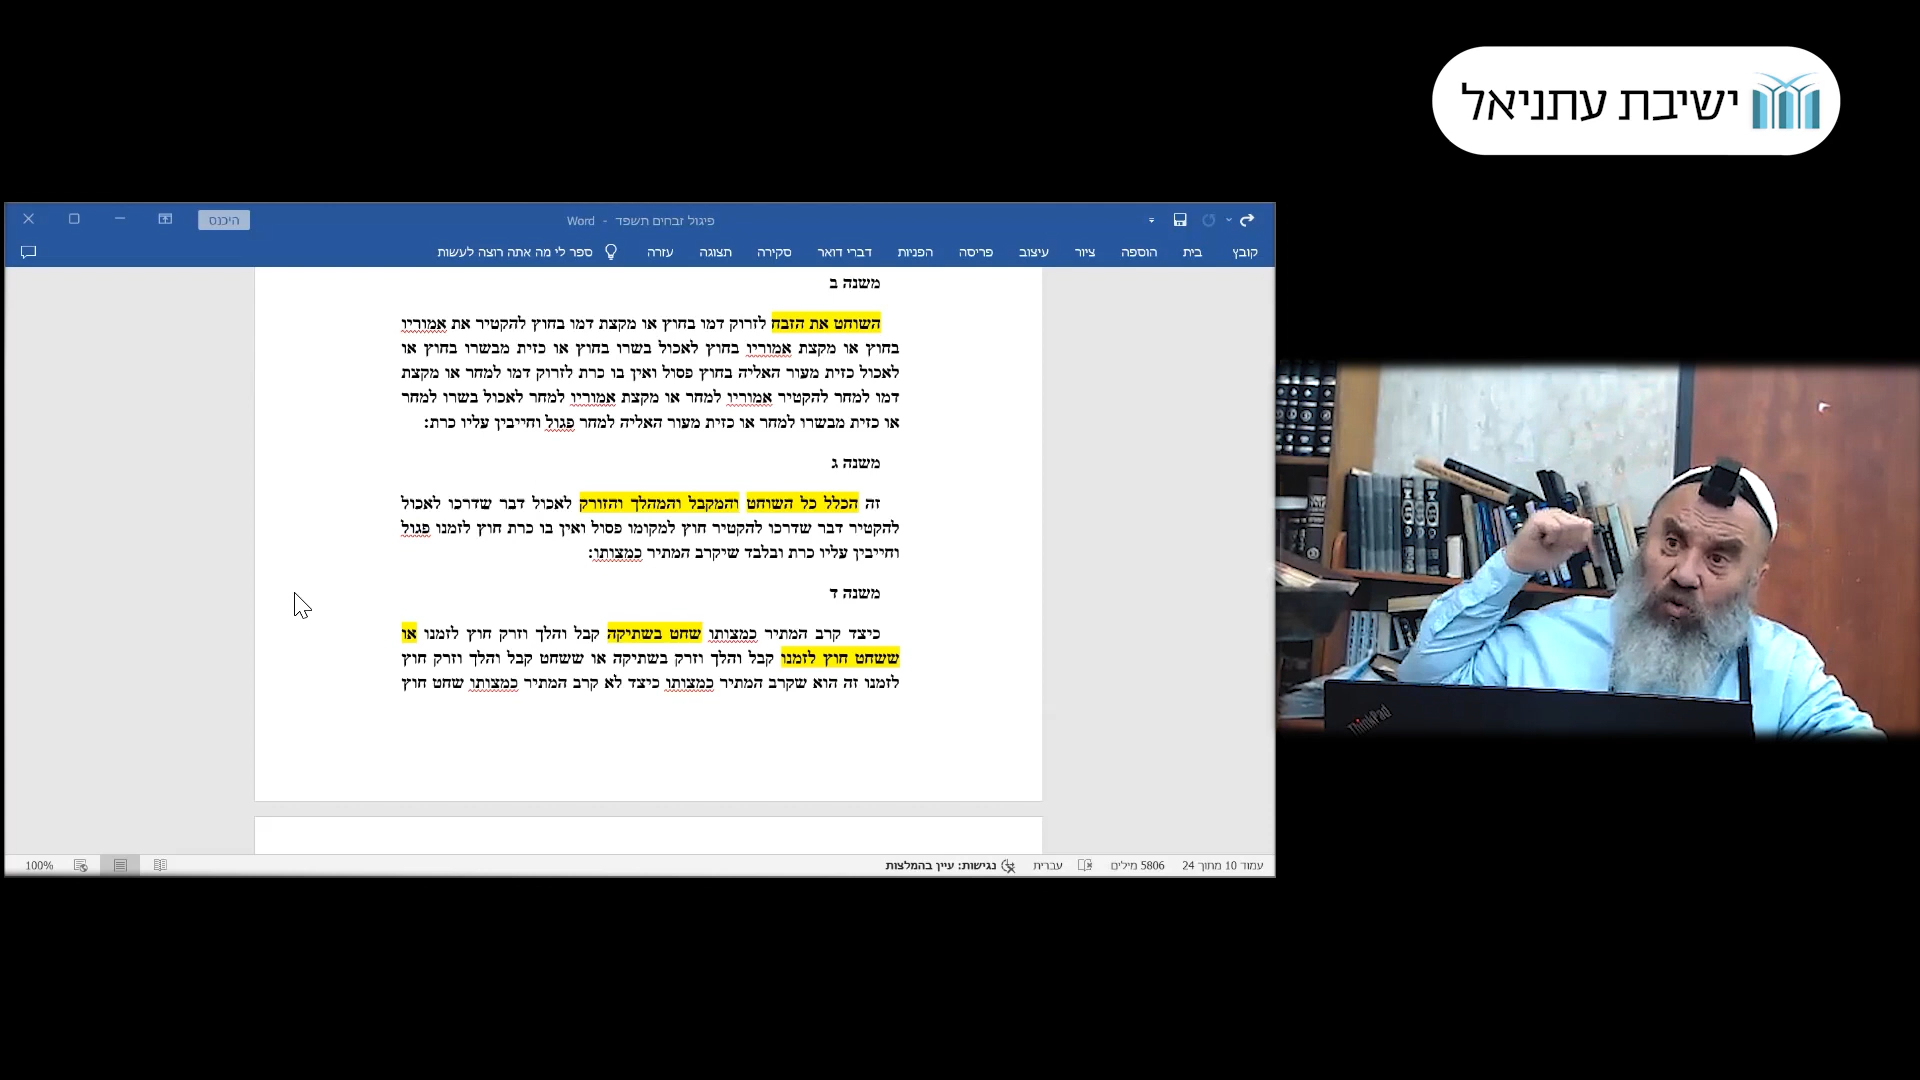 ישיבת עתניאל
פיגול זבחים תשפד - Word
היכנס
קובץ בית הוספה ציור עיצוב פריסה הפניות דברי דואר סקירה תצוגה עזרה ספר לי מה אתה רוצה לעשות
משנה ב
השוחט את הזבח לזרוק דמו בחוץ או מקצת דמו בחוץ להקטיר את אמוריו
בחוץ או מקצת אמוריו בחוץ לאכול בשרו בחוץ או כזית מבשרו בחוץ או
לאכול כזית מעור האליה בחוץ פסול ואין בו כרת לזרוק דמו למחר או מקצת
דמו למחר להקטיר אמוריו למחר או מקצת אמוריו למחר לאכול בשרו למחר
או כזית מבשרו למחר או כזית מעור האליה למחר פגול וחייבין עליו כרת:
משנה ג
זה הכלל כל השוחט והמקבל והמהלך והזורק לאכול דבר שדרכו לאכול
להקטיר דבר שדרכו להקטיר חוץ למקומו פסול ואין בו כרת חוץ לזמנו פגול
וחייבין עליו כרת ובלבד שיקרב המתיר כמצותו:
משנה ד
כיצד קרב המתיר כמצותו שחט בשתיקה קבל והלך וזרק חוץ לזמנו או
ששחט חוץ לזמנו קבל והלך וזרק בשתיקה או ששחט קבל והלך וזרק חוץ
לזמנו זה הוא שקרב המתיר כמצותו כיצד לא קרב המתיר כמצותו שחט חוץ
עמוד 10 מתוך 24 5806 מילים עברית נגישות: עיין בהמלצות 100%
ThinkPad